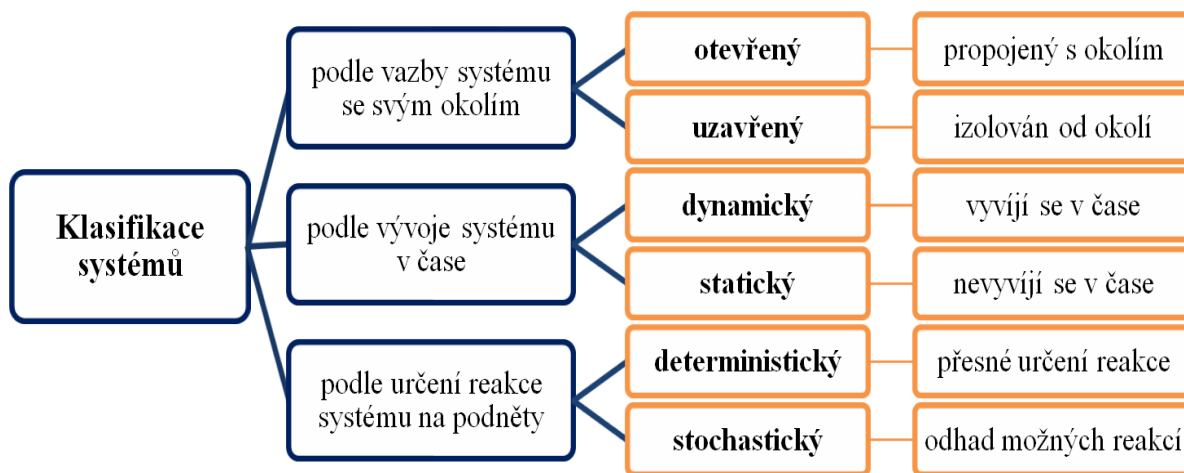 Klasifikace
systémů
podle vazby systému
se svým okolím
otevřený
propojený s okolím
uzavřený
izolován od okolí
podle vývoje systému
v čase
dynamický
vyvíjí se v čase
statický
nevyvíjí se v čase
podle určení reakce
systému na podněty
deterministický
přesné určení reakce
stochastický
odhad možných reakcí